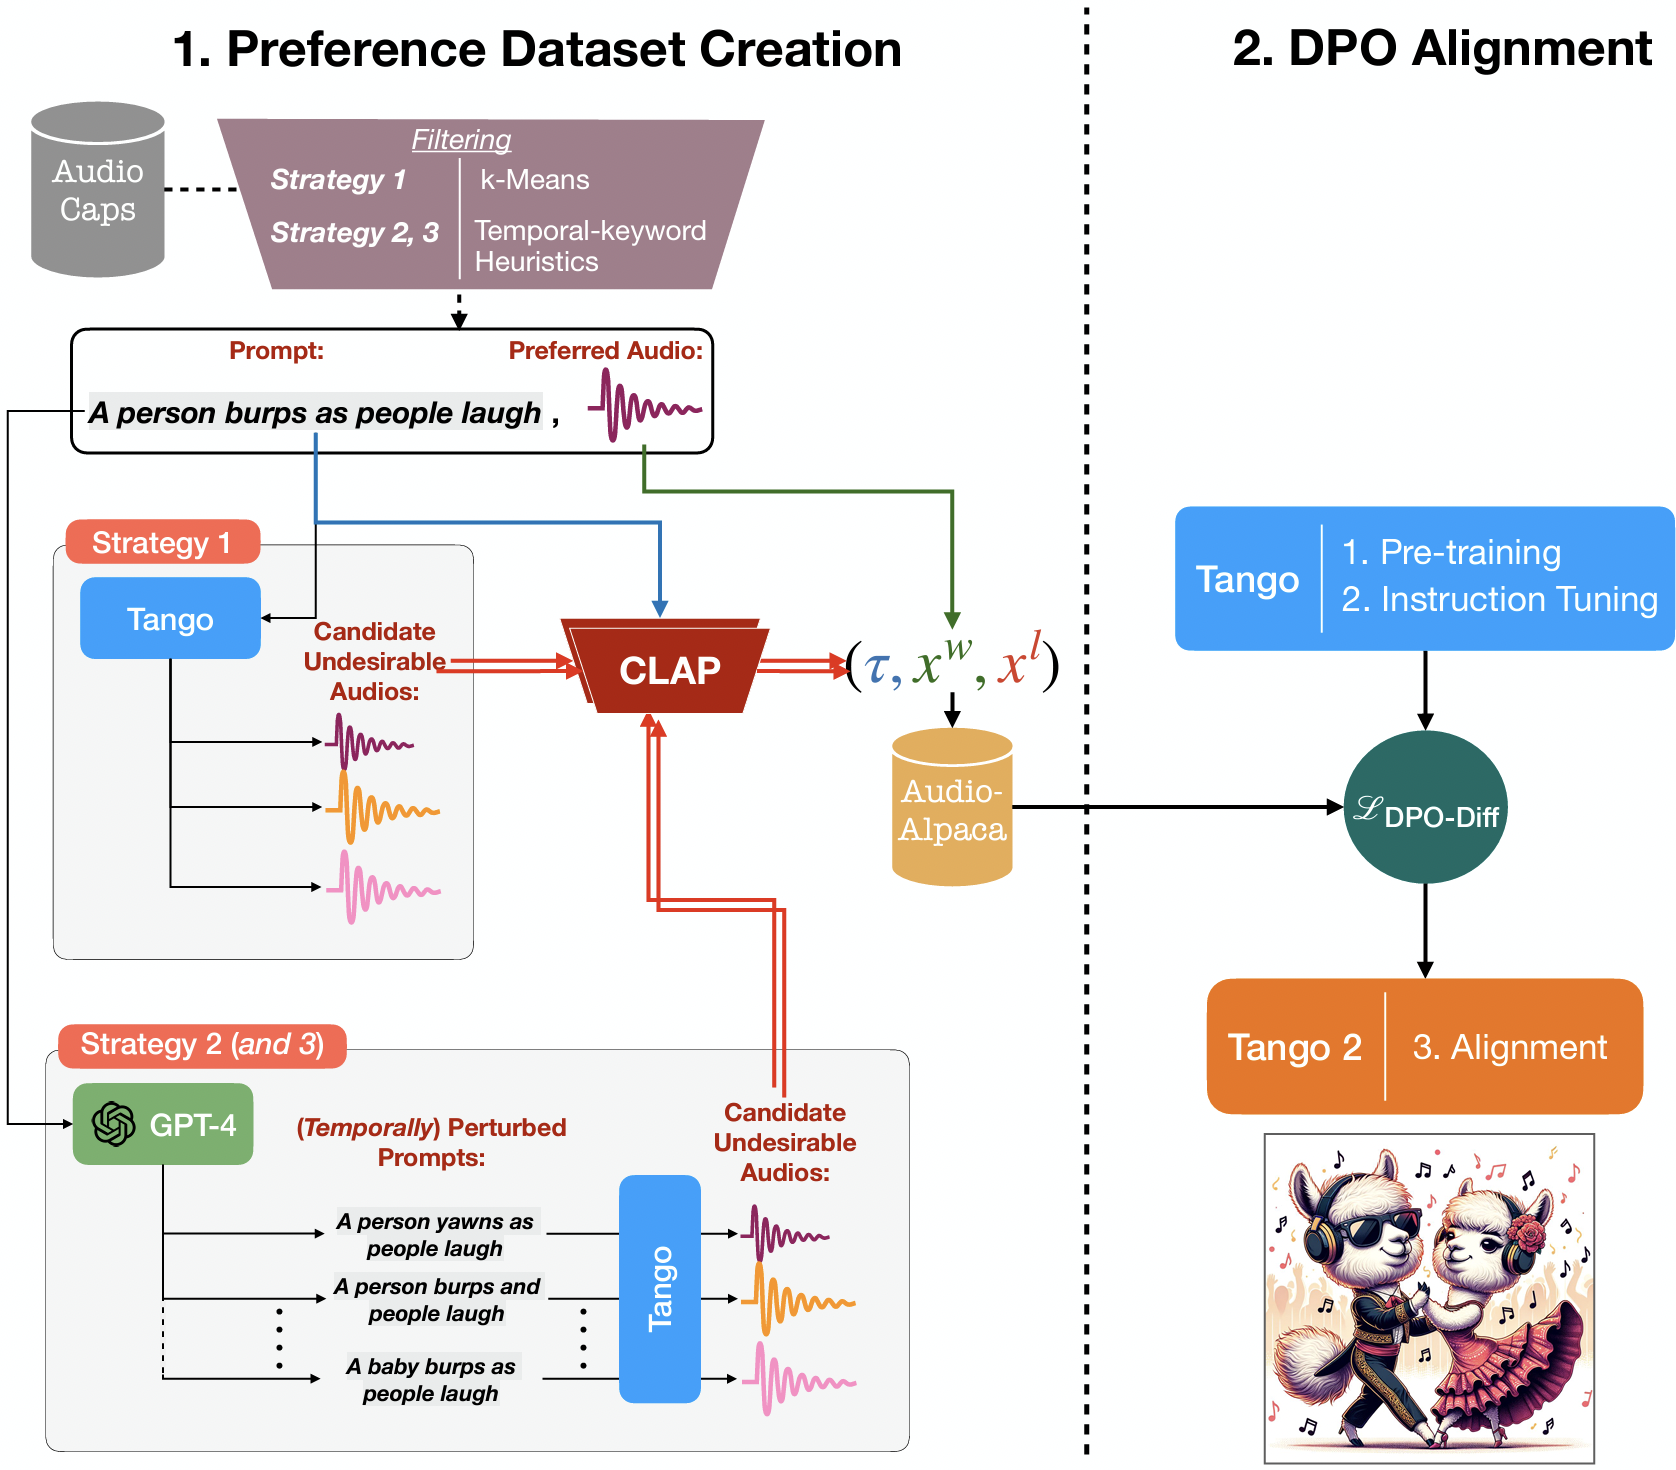 1. Preference Dataset Creation
2. DPO Alignment
Audio
Caps
Filtering
Strategy 1
k-Means
Strategy 2, 3
Temporal-keyword
Heuristics
Prompt:
Preferred Audio:
A person burps as people laugh ,
Strategy 1
Tango
Candidate
Undesirable
Audios:
CLAP
(τ, x^w, x^l)
Audio-
Alpaca
Tango
1. Pre-training
2. Instruction Tuning
ℒ DPO-Diff
Tango 2
3. Alignment
Strategy 2 (and 3)
GPT-4
(Temporally) Perturbed
Prompts:
A person yawns as
people laugh
A person burps and
people laugh
A baby burps as
people laugh
Tango
Candidate
Undesirable
Audios: